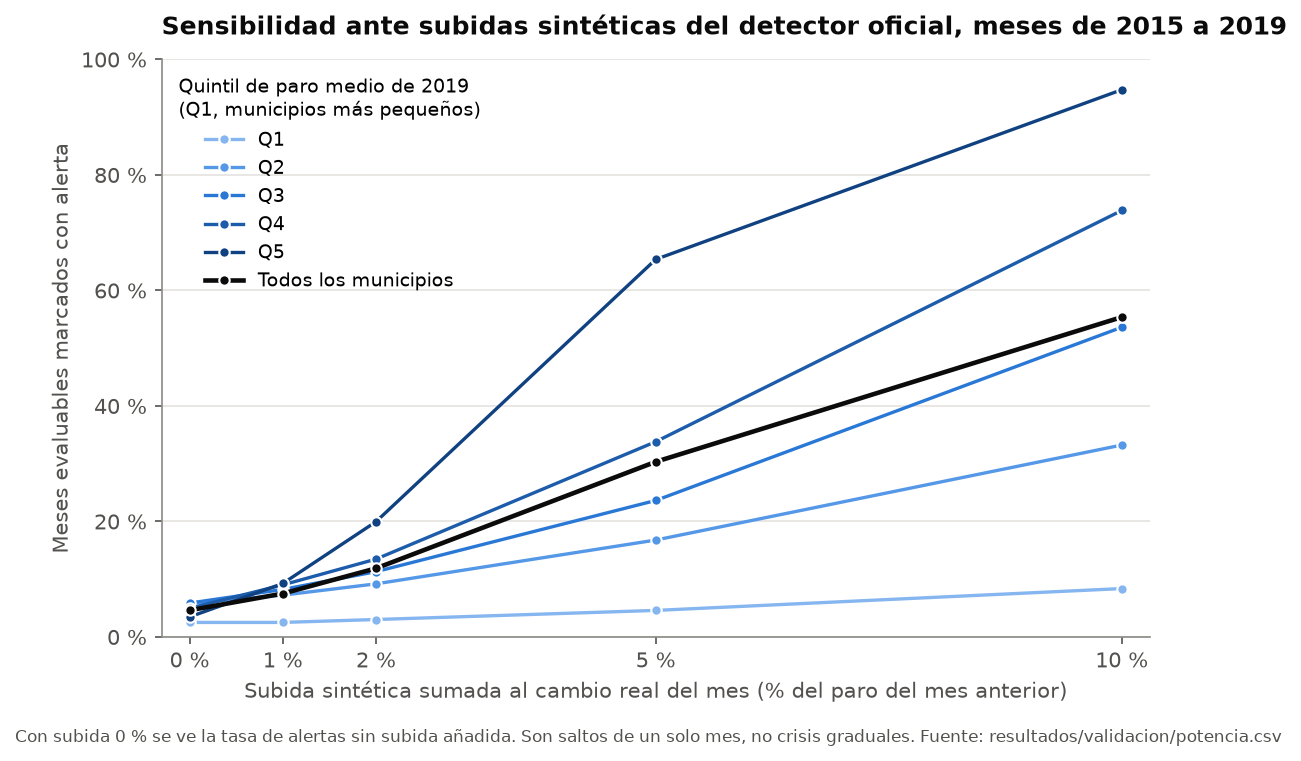 Sensibilidad ante subidas sintéticas del detector oficial, meses de 2015 a 2019
100 %
80 %
60 %
40 %
20 %
0 %
Meses evaluables marcados con alerta
Quintil de paro medio de 2019
(Q1, municipios más pequeños)
Q1
Q2
Q3
Q4
Q5
Todos los municipios
0 %
1 %
2 %
5 %
10 %
Subida sintética sumada al cambio real del mes (% del paro del mes anterior)
Con subida 0 % se ve la tasa de alertas sin subida añadida. Son saltos de un solo mes, no crisis graduales. Fuente: resultados/validacion/potencia.csv